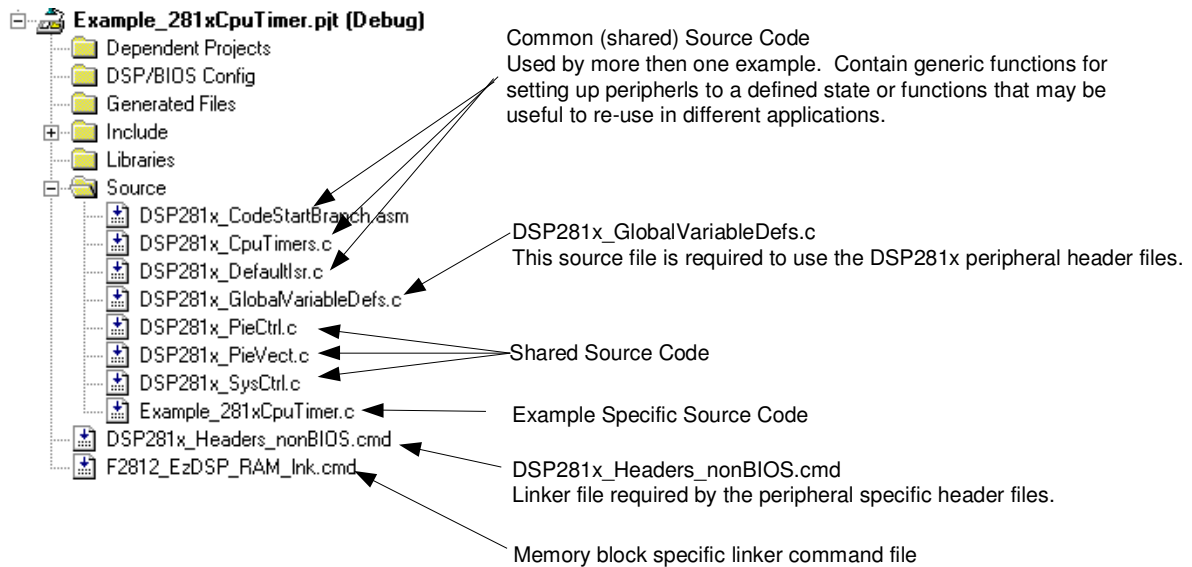 Example_281xCpuTimer.pjt (Debug)
Dependent Projects
DSP/BIOS Config
Generated Files
Include
Libraries
Source
DSP281x_CodeStartBranch.asm
DSP281x_CpuTimers.c
DSP281x_DefaultIsr.c
DSP281x_GlobalVariableDefs.c
DSP281x_PieCtrl.c
DSP281x_PieVect.c
DSP281x_SysCtrl.c
Example_281xCpuTimer.c
DSP281x_Headers_nonBIOS.cmd
F2812_EzDSP_RAM_lnk.cmd
Common (shared) Source Code
Used by more then one example. Contain generic functions for
setting up peripherls to a defined state or functions that may be
useful to re-use in different applications.
DSP281x_GlobalVariableDefs.c
This source file is required to use the DSP281x peripheral header files.
Shared Source Code
Example Specific Source Code
DSP281x_Headers_nonBIOS.cmd
Linker file required by the peripheral specific header files.
Memory block specific linker command file